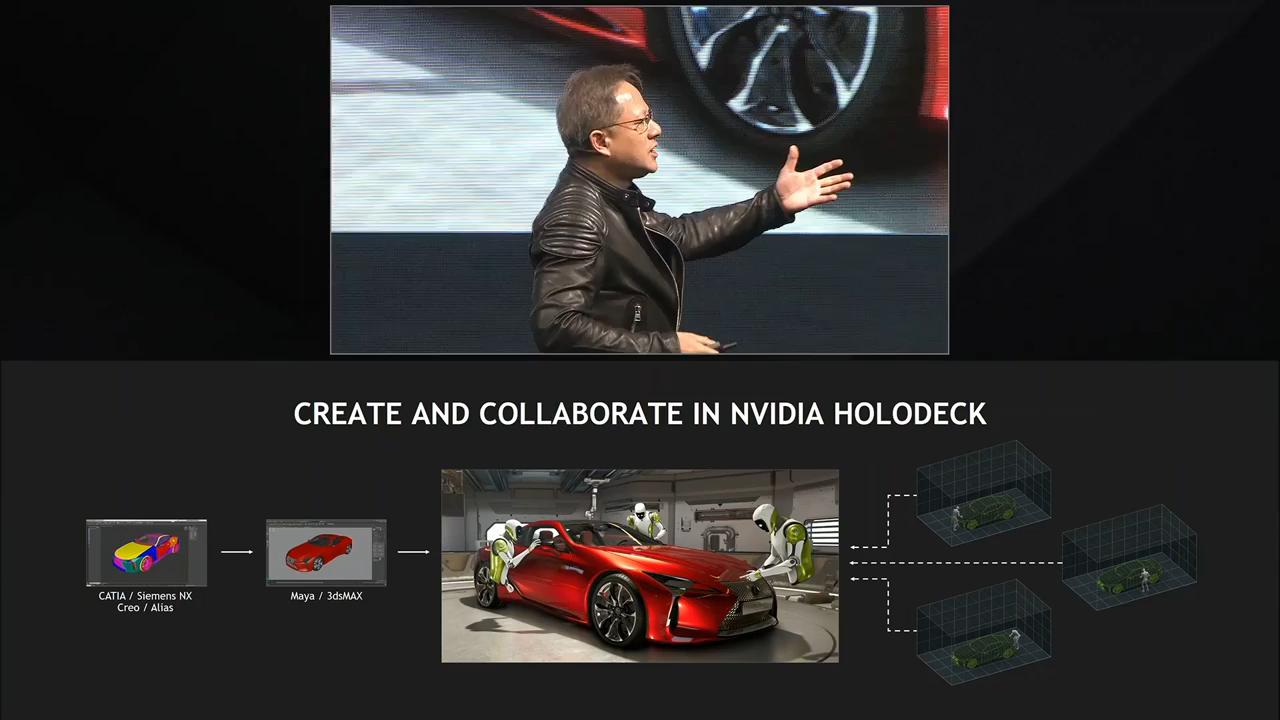 CREATE AND COLLABORATE IN NVIDIA HOLODECK
CATIA / Siemens NX
Creo / Alias
Maya / 3dsMAX